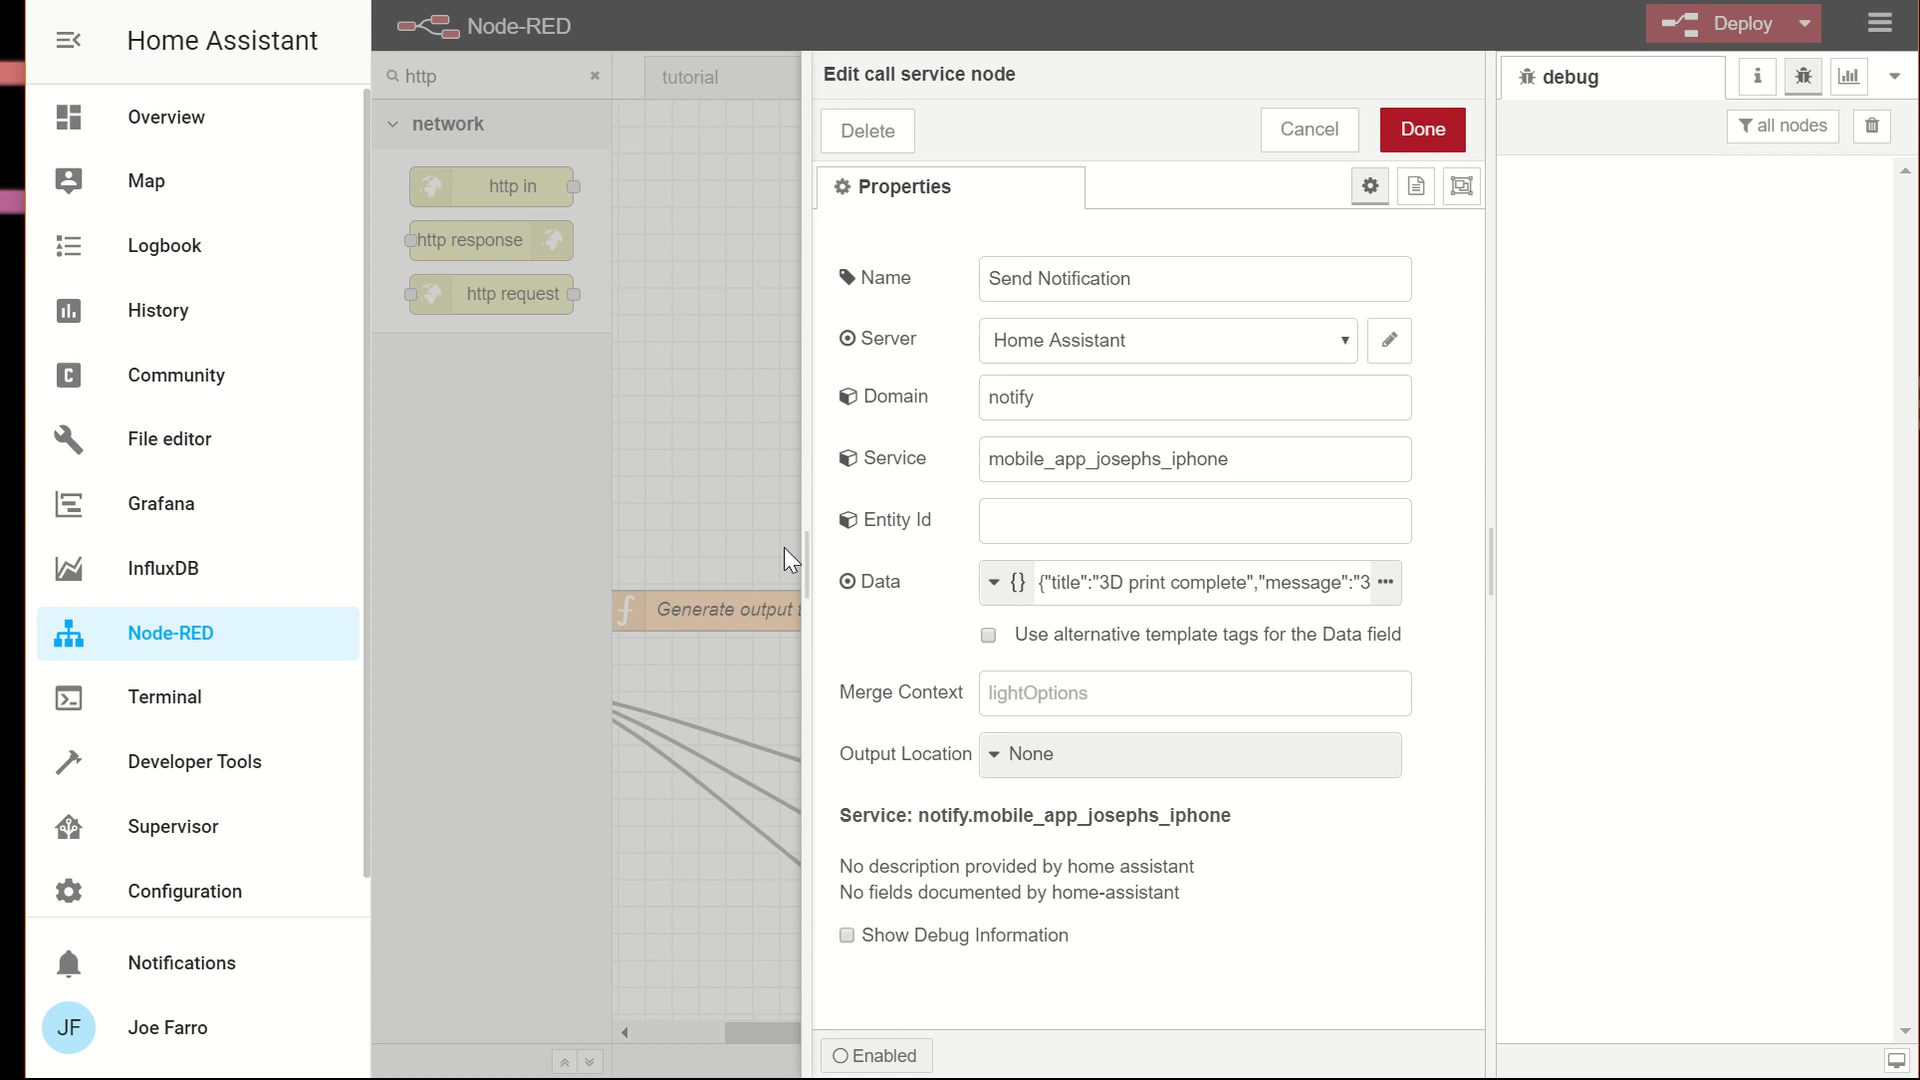 Home Assistant
Overview
Map
Logbook
History
C
Community
File editor
Grafana
InfluxDB
Node-RED
Terminal
Developer Tools
Supervisor
Configuration
Notifications
JF
Joe Farro
Node-RED
Deploy
http
tutorial
network
http in
http response
http request
Generate output t
Edit call service node
Delete
Cancel
Done
Properties
Name
Send Notification
Server
Home Assistant
Domain
notify
Service
mobile_app_josephs_iphone
Entity Id
Data
{} {"title":"3D print complete","message":"3
Use alternative template tags for the Data field
Merge Context
lightOptions
Output Location
None
Service: notify.mobile_app_josephs_iphone
No description provided by home assistant
No fields documented by home-assistant
Show Debug Information
Enabled
debug
i
all nodes